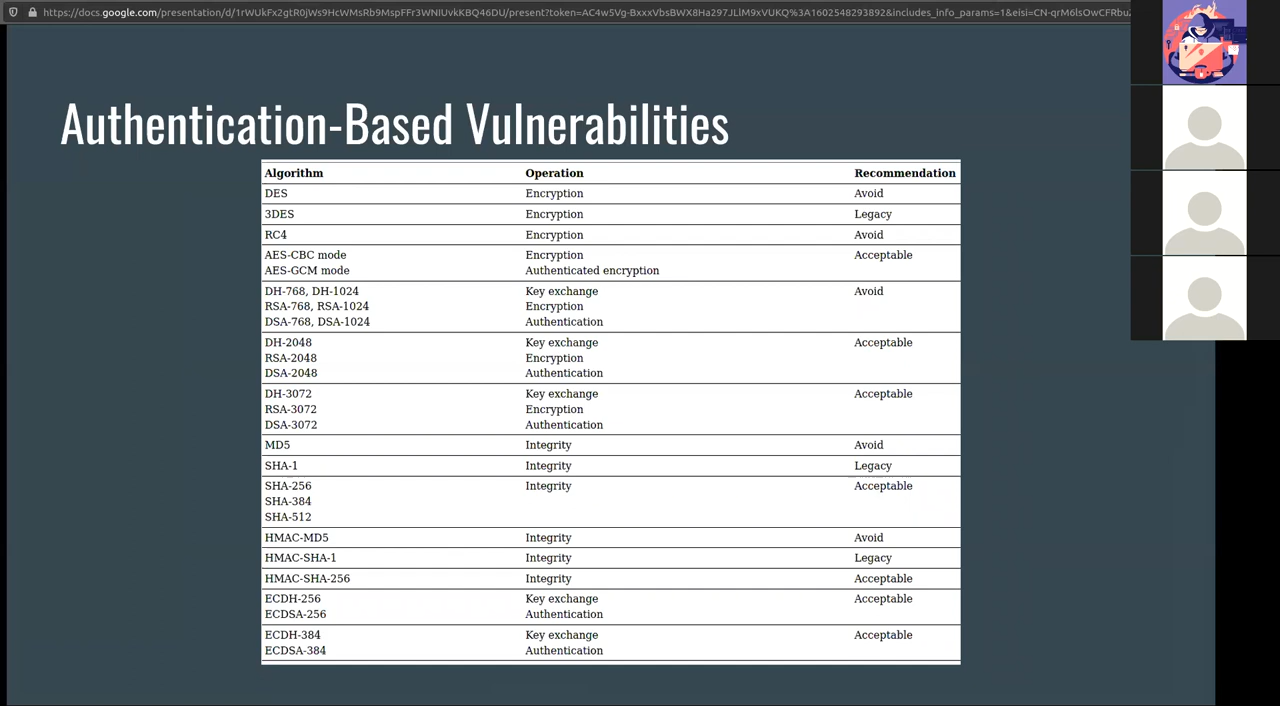 https://docs.google.com/presentation/d/1rWUkFx2gtR0jWs9HcWMsRb9MspFFr3WNlUvkKBQ46DU/present?token=AC4w5Vg-BxxxVbsBWX8Ha297JLlM9xVUKQ%3A1602548293892&includes_info_params=1&eisi=CN-qrM6lsOwCFRbu
Authentication-Based Vulnerabilities
Algorithm Operation Recommendation
DES Encryption Avoid
3DES Encryption Legacy
RC4 Encryption Avoid
AES-CBC mode Encryption Acceptable
AES-GCM mode Authenticated encryption
DH-768, DH-1024 Key exchange Avoid
RSA-768, RSA-1024 Encryption
DSA-768, DSA-1024 Authentication
DH-2048 Key exchange Acceptable
RSA-2048 Encryption
DSA-2048 Authentication
DH-3072 Key exchange Acceptable
RSA-3072 Encryption
DSA-3072 Authentication
MD5 Integrity Avoid
SHA-1 Integrity Legacy
SHA-256 Integrity Acceptable
SHA-384
SHA-512
HMAC-MD5 Integrity Avoid
HMAC-SHA-1 Integrity Legacy
HMAC-SHA-256 Integrity Acceptable
ECDH-256 Key exchange Acceptable
ECDSA-256 Authentication
ECDH-384 Key exchange Acceptable
ECDSA-384 Authentication